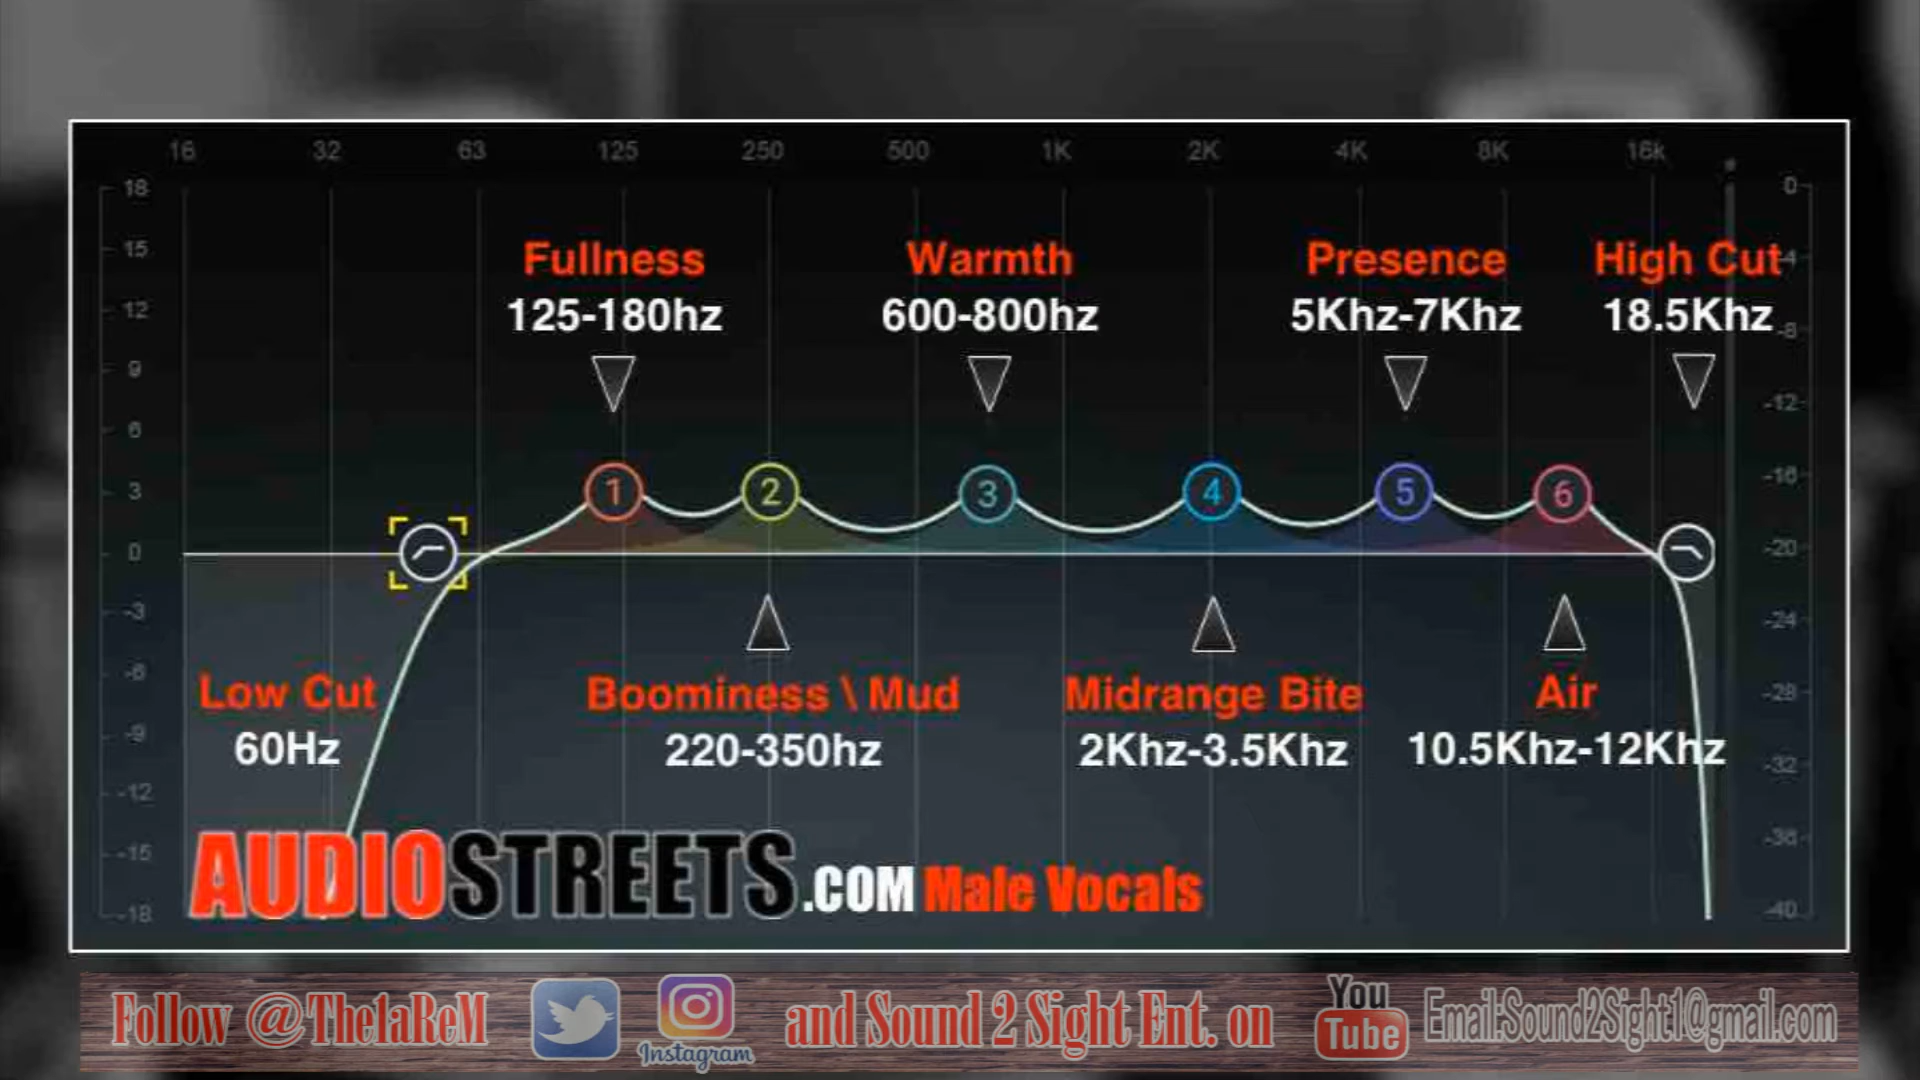 16 32 63 125 250 500 1K 2K 4K 8K 16k
18 0
15 -4
12 -8
9 -12
6 -16
3 -20
0 -24
-3 -28
-6 -32
-9 -36
-12 -40
-15
-18
Fullness
125-180hz
Warmth
600-800hz
Presence
5Khz-7Khz
High Cut
18.5Khz
1 2 3 4 5 6
Low Cut
60Hz
Boominess \ Mud
220-350hz
Midrange Bite
2Khz-3.5Khz
Air
10.5Khz-12Khz
AUDIOSTREETS.COM Male Vocals
Follow @The1aReM Instagram and Sound 2 Sight Ent. on You Tube Email:Sound2Sight1@gmail.com